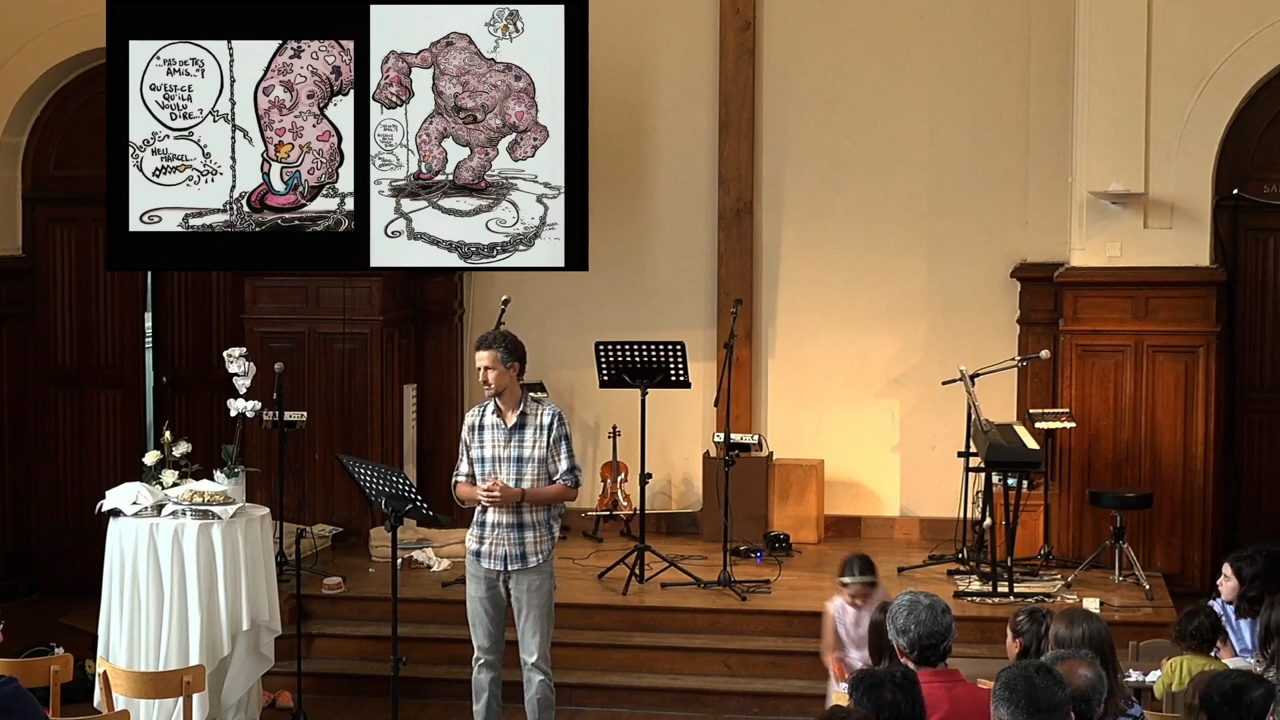 "...PAS DE TES
AMIS..."?
QU'EST-CE
QU'IL A
VOULU
DIRE...?
HEU
MARCEL...